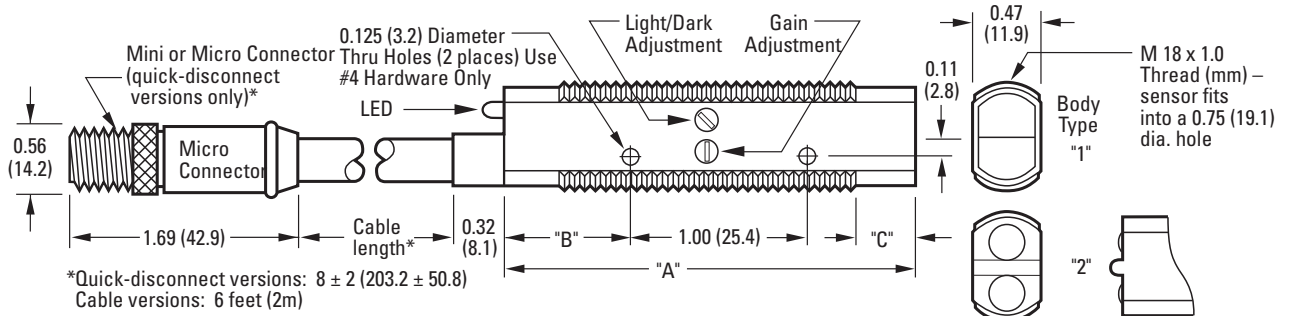 Mini or Micro Connector
(quick-disconnect
versions only)*
0.125 (3.2) Diameter
Thru Holes (2 places) Use
#4 Hardware Only
LED
Light/Dark
Adjustment
Gain
Adjustment
0.47
(11.9)
0.11
(2.8)
M 18 x 1.0
Thread (mm) –
sensor fits
into a 0.75 (19.1)
dia. hole
Body
Type
"1"
0.56
(14.2)
Micro
Connector
1.69 (42.9)
Cable
length*
0.32
(8.1)
"B"
1.00 (25.4)
"C"
"A"
"2"
*Quick-disconnect versions: 8 ± 2 (203.2 ± 50.8)
Cable versions: 6 feet (2m)